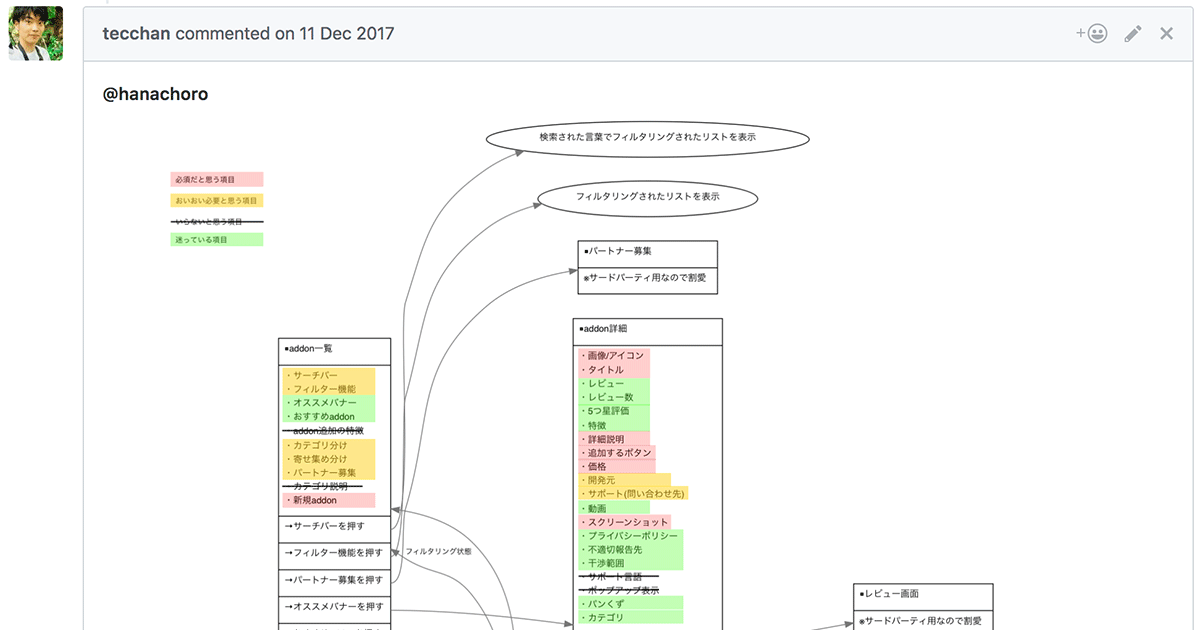 tecchan commented on 11 Dec 2017
@hanachoro
検索された言葉でフィルタリングされたリストを表示
フィルタリングされたリストを表示
必須だと思う項目
おいおい必要と思う項目
いらないと思う項目
迷っている項目
▪パートナー募集
※サードパーティ用なので割愛
▪addon一覧
・サーチバー
・フィルター機能
・オススメバナー
・おすすめaddon
・addon追加の特徴
・カテゴリ分け
・寄せ集め分け
・パートナー募集
・カテゴリ説明
・新規addon
→サーチバーを押す
→フィルター機能を押す
→パートナー募集を押す
→オススメバナーを押す
フィルタリング状態
▪addon詳細
・画像/アイコン
・タイトル
・レビュー
・レビュー数
・5つ星評価
・特徴
・詳細説明
・追加するボタン
・価格
・開発元
・サポート(問い合わせ先)
・動画
・スクリーンショット
・プライバシーポリシー
・不適切報告先
・干渉範囲
・サポート言語
・ポップアップ表示
・パンくず
・カテゴリ
▪レビュー画面
※サードパーティ用なので割愛